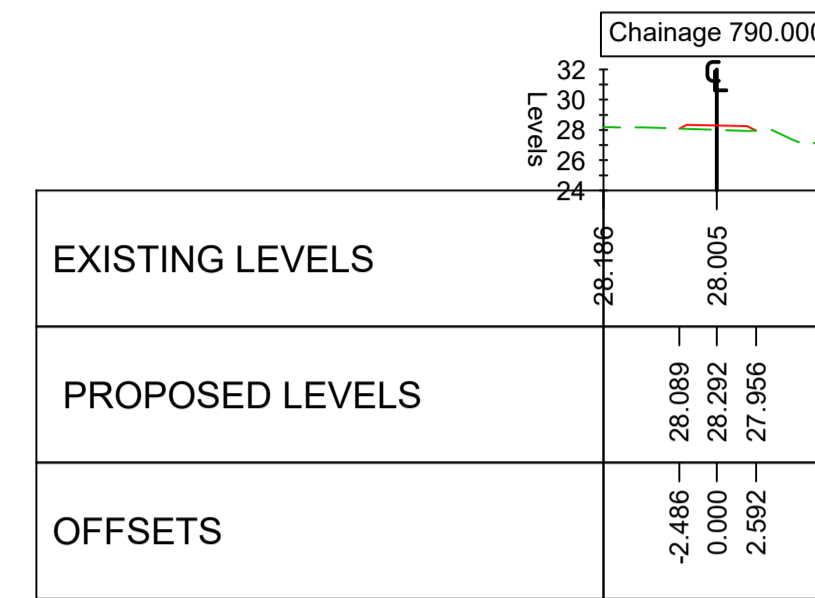 Chainage 790.000
℄
32
30
28
26
24
Levels
EXISTING LEVELS
28.186
28.005
PROPOSED LEVELS
28.089
28.292
27.956
OFFSETS
-2.486
0.000
2.592